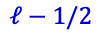 ℓ − 1/2